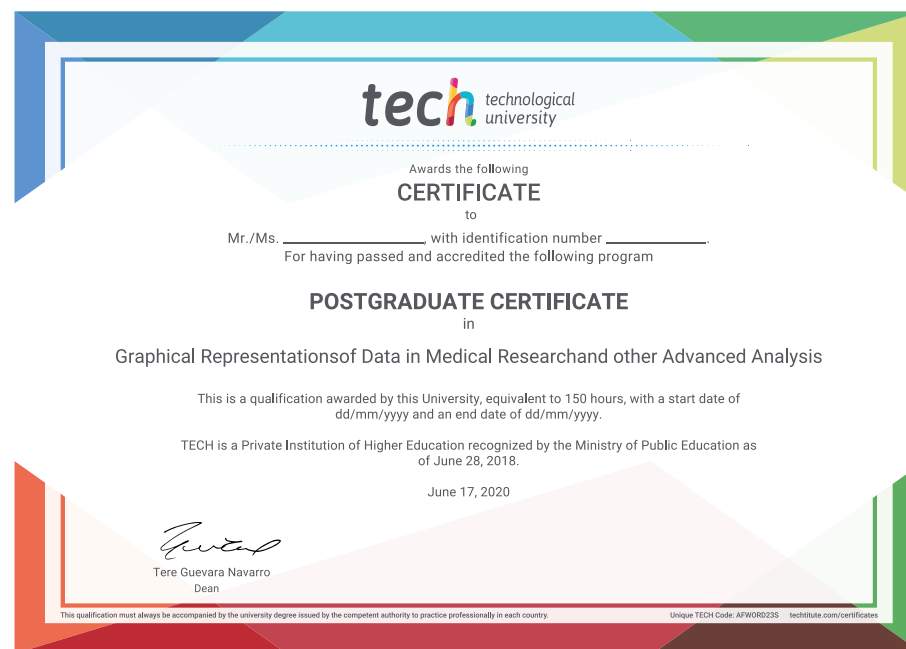 tech technological
university
Awards the following
CERTIFICATE
to
Mr./Ms. ____________________, with identification number ______________.
For having passed and accredited the following program
POSTGRADUATE CERTIFICATE
in
Graphical Representationsof Data in Medical Researchand other Advanced Analysis
This is a qualification awarded by this University, equivalent to 150 hours, with a start date of
dd/mm/yyyy and an end date of dd/mm/yyyy.
TECH is a Private Institution of Higher Education recognized by the Ministry of Public Education as
of June 28, 2018.
June 17, 2020
Tere Guevara Navarro
Dean
This qualification must always be accompanied by the university degree issued by the competent authority to practice professionally in each country. Unique TECH Code: AFWORD23S techtitute.com/certificates